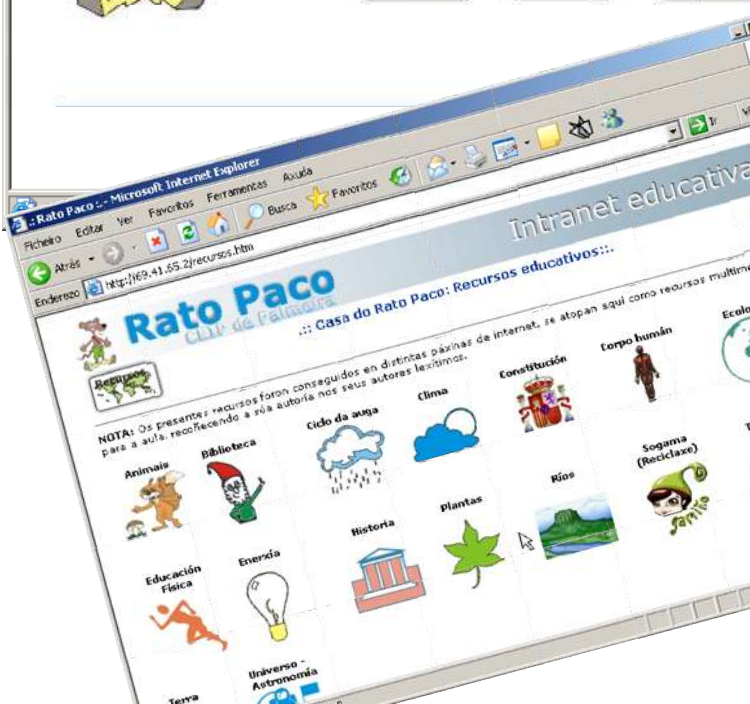 .: Rato Paco :. - Microsoft Internet Explorer
Ficheiro Editar Ver Favoritos Ferramentas Axuda
Atrás Busca Favoritos
Enderezo http://69.41.65.2/recursos.htm Ir
Intranet educativa
Rato Paco
CEIP de Palmeira
.:: Casa do Rato Paco: Recursos educativos::.
Recursos
NOTA: Os presentes recursos foron conseguidos en distintas páxinas de internet, se atopan aquí como recursos
para a aula, recoñecendo a súa autoría nos seus autores lexítimos.
Animais Biblioteca Ciclo da auga Clima Constitución Corpo humán
Educación
Física Enerxía Historia Plantas Ríos Sogama
(Reciclaxe)
familio
Terra Universo -
Astronomía